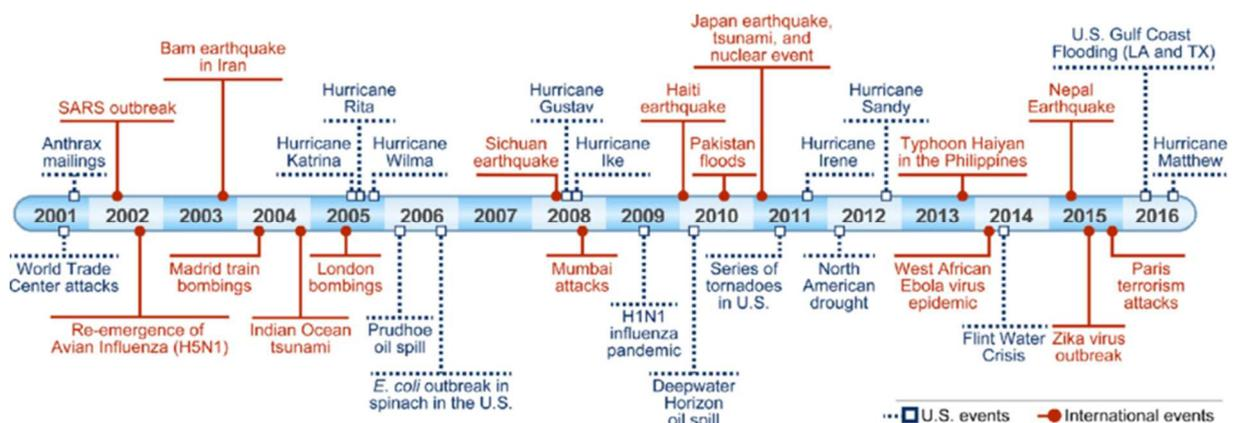 Bam earthquake
in Iran
SARS outbreak
Anthrax
mailings
Hurricane
Rita
Hurricane
Katrina
Hurricane
Wilma
Sichuan
earthquake
Hurricane
Gustav
Hurricane
Ike
Haiti
earthquake
Pakistan
floods
Japan earthquake,
tsunami, and
nuclear event
Hurricane
Irene
Hurricane
Sandy
Typhoon Haiyan
in the Philippines
Nepal
Earthquake
U.S. Gulf Coast
Flooding (LA and TX)
Hurricane
Matthew
2001 2002 2003 2004 2005 2006 2007 2008 2009 2010 2011 2012 2013 2014 2015 2016
World Trade
Center attacks
Re-emergence of
Avian Influenza (H5N1)
Madrid train
bombings
Indian Ocean
tsunami
London
bombings
Prudhoe
oil spill
E. coli outbreak in
spinach in the U.S.
Mumbai
attacks
H1N1
influenza
pandemic
Deepwater
Horizon
oil spill
Series of
tornadoes
in U.S.
North
American
drought
West African
Ebola virus
epidemic
Flint Water
Crisis
Zika virus
outbreak
Paris
terrorism
attacks
U.S. events
International events